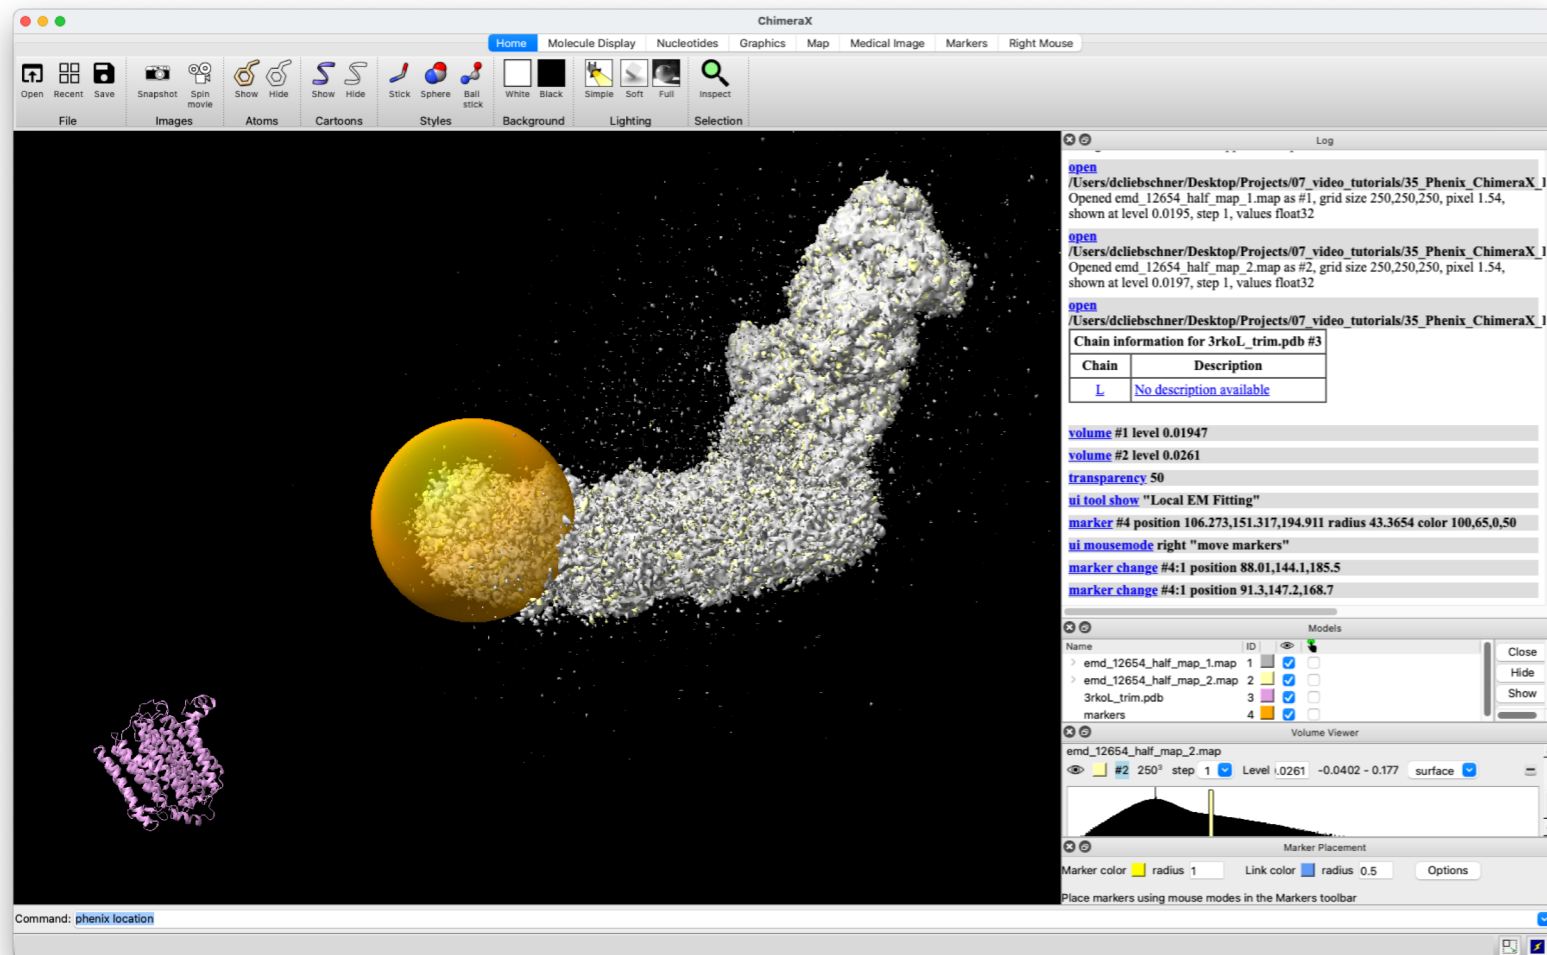 ChimeraX
Home Molecule Display Nucleotides Graphics Map Medical Image Markers Right Mouse
Open Recent Save Snapshot Spin movie Show Hide Show Hide Stick Sphere Ball stick White Black Simple Soft Full Inspect
File Images Atoms Cartoons Styles Background Lighting Selection
Log
open
/Users/dcliebschner/Desktop/Projects/07_video_tutorials/35_Phenix_ChimeraX_
Opened emd_12654_half_map_1.map as #1, grid size 250,250,250, pixel 1.54,
shown at level 0.0195, step 1, values float32
open
/Users/dcliebschner/Desktop/Projects/07_video_tutorials/35_Phenix_ChimeraX_
Opened emd_12654_half_map_2.map as #2, grid size 250,250,250, pixel 1.54,
shown at level 0.0197, step 1, values float32
open
/Users/dcliebschner/Desktop/Projects/07_video_tutorials/35_Phenix_ChimeraX_
Chain information for 3rkoL_trim.pdb #3
Chain Description
L No description available
volume #1 level 0.01947
volume #2 level 0.0261
transparency 50
ui tool show "Local EM Fitting"
marker #4 position 106.273,151.317,194.911 radius 43.3654 color 100,65,0,50
ui mousemode right "move markers"
marker change #4:1 position 88.01,144.1,185.5
marker change #4:1 position 91.3,147.2,168.7
Models
Name ID
emd_12654_half_map_1.map 1
emd_12654_half_map_2.map 2
3rkoL_trim.pdb 3
markers 4
Close
Hide
Show
Volume Viewer
emd_12654_half_map_2.map
#2 250³ step 1 Level .0261 -0.0402 - 0.177 surface
Marker Placement
Marker color radius 1 Link color radius 0.5 Options
Place markers using mouse modes in the Markers toolbar
Command: phenix location